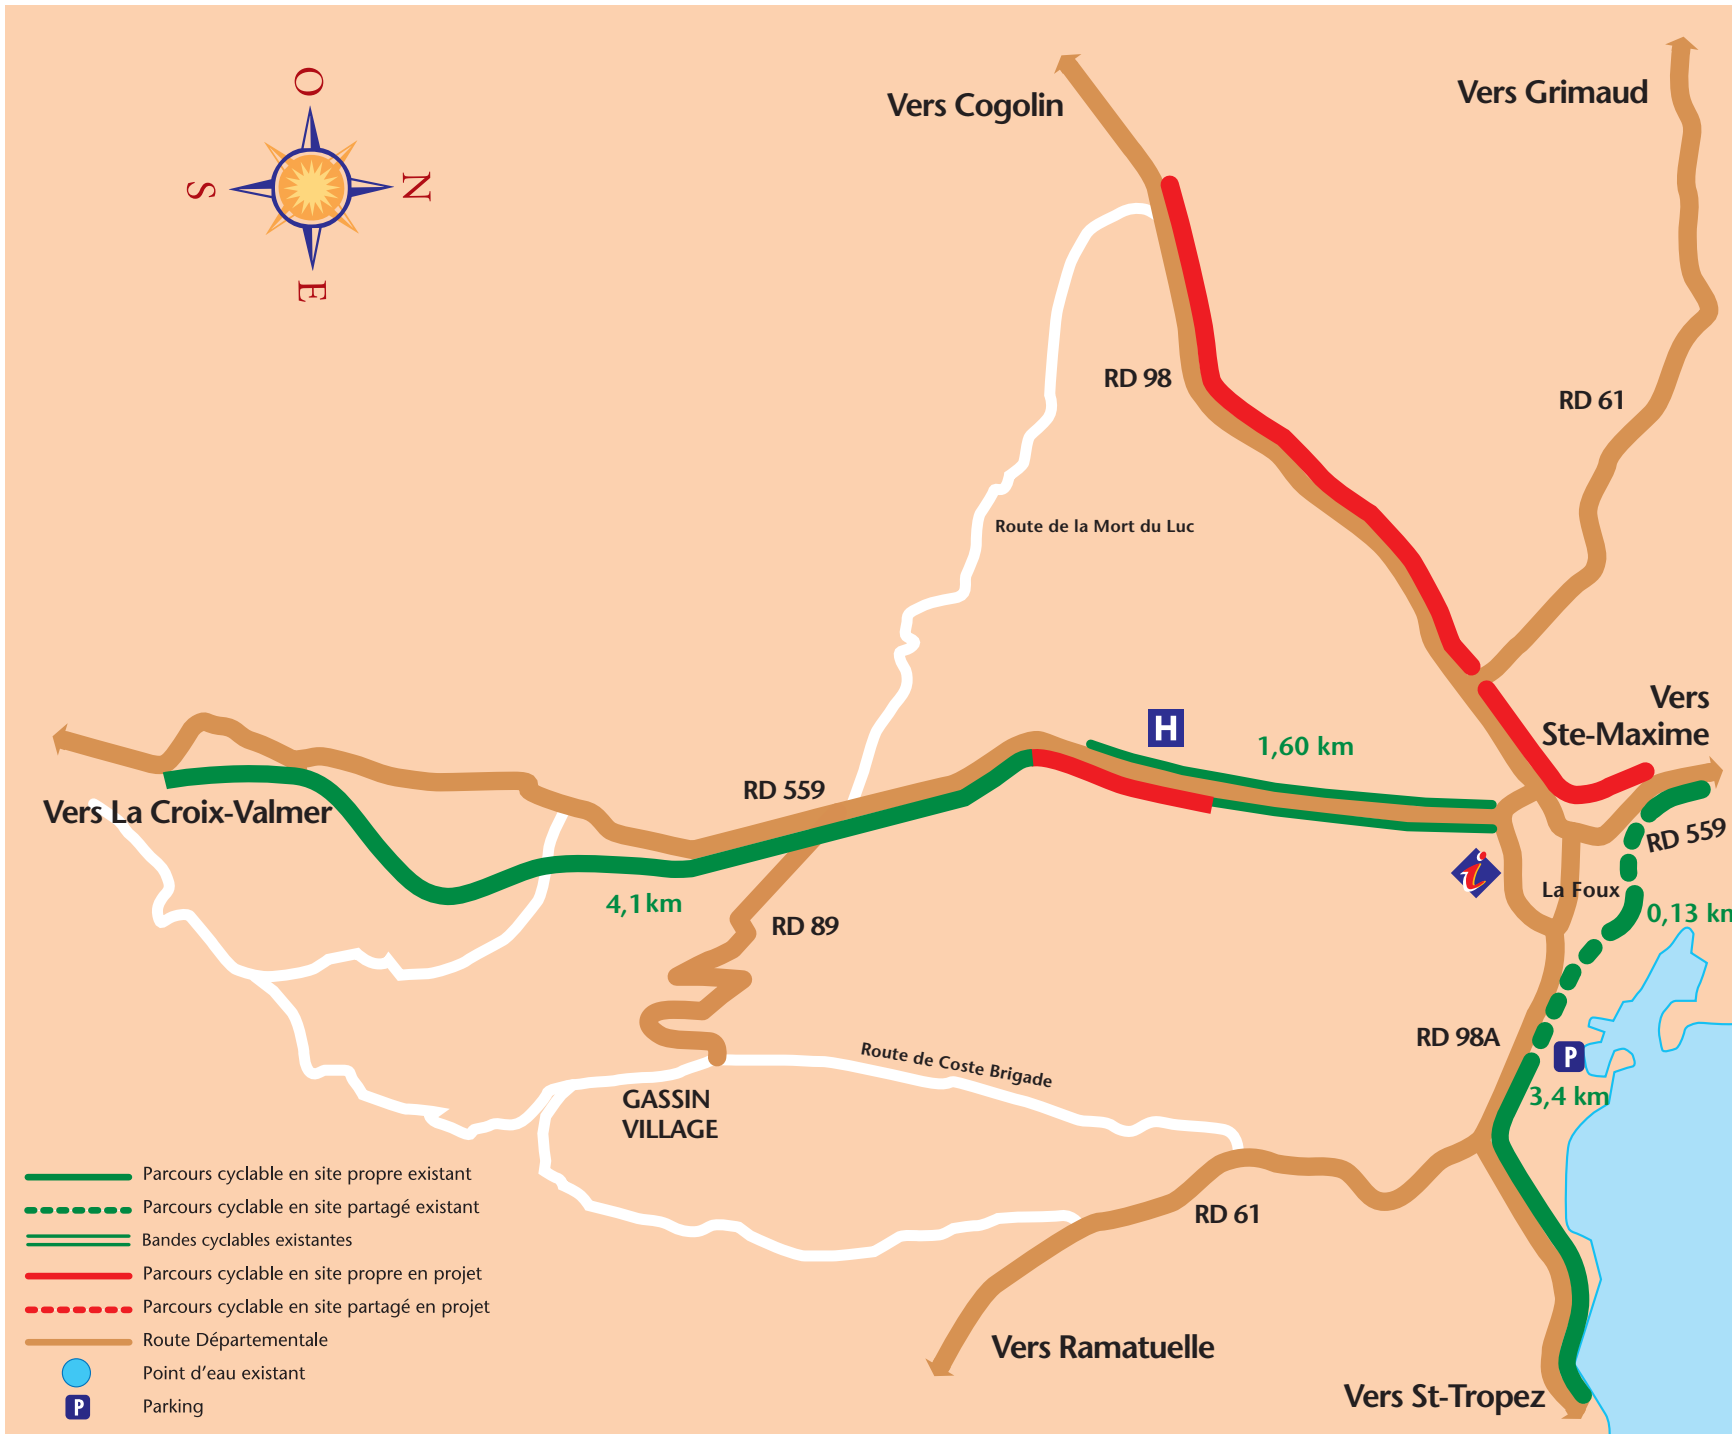 O
S
N
E
Vers Cogolin
Vers Grimaud
RD 98
RD 61
Route de la Mort du Luc
Vers
Ste-Maxime
H
1,60 km
RD 559
Vers La Croix-Valmer
RD 559
4,1 km
La Foux
i
0,13 km
RD 89
RD 98A
P
3,4 km
Route de Coste Brigade
GASSIN
VILLAGE
RD 61
Vers Ramatuelle
Vers St-Tropez
Parcours cyclable en site propre existant
Parcours cyclable en site partagé existant
Bandes cyclables existantes
Parcours cyclable en site propre en projet
Parcours cyclable en site partagé en projet
Route Départementale
Point d'eau existant
P
Parking